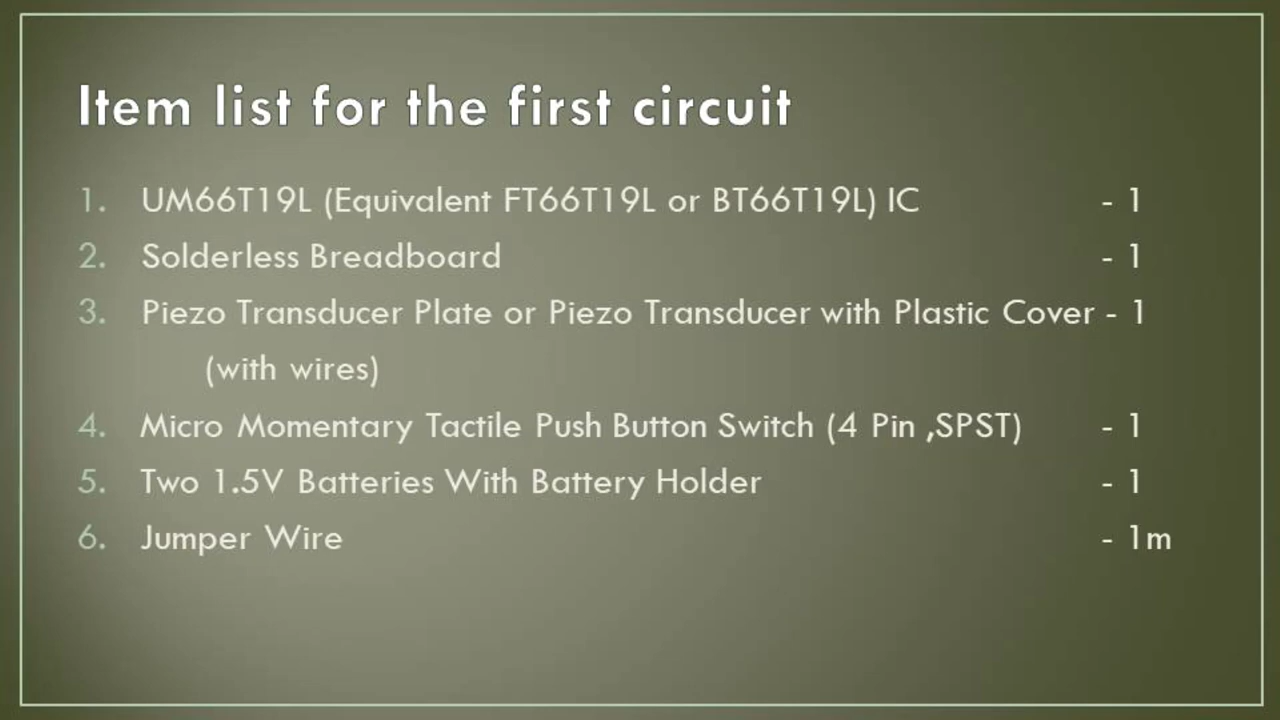 Item list for the first circuit
1. UM66T19L (Equivalent FT66T19L or BT66T19L) IC - 1
2. Solderless Breadboard - 1
3. Piezo Transducer Plate or Piezo Transducer with Plastic Cover - 1
(with wires)
4. Micro Momentary Tactile Push Button Switch (4 Pin ,SPST) - 1
5. Two 1.5V Batteries With Battery Holder - 1
6. Jumper Wire - 1m